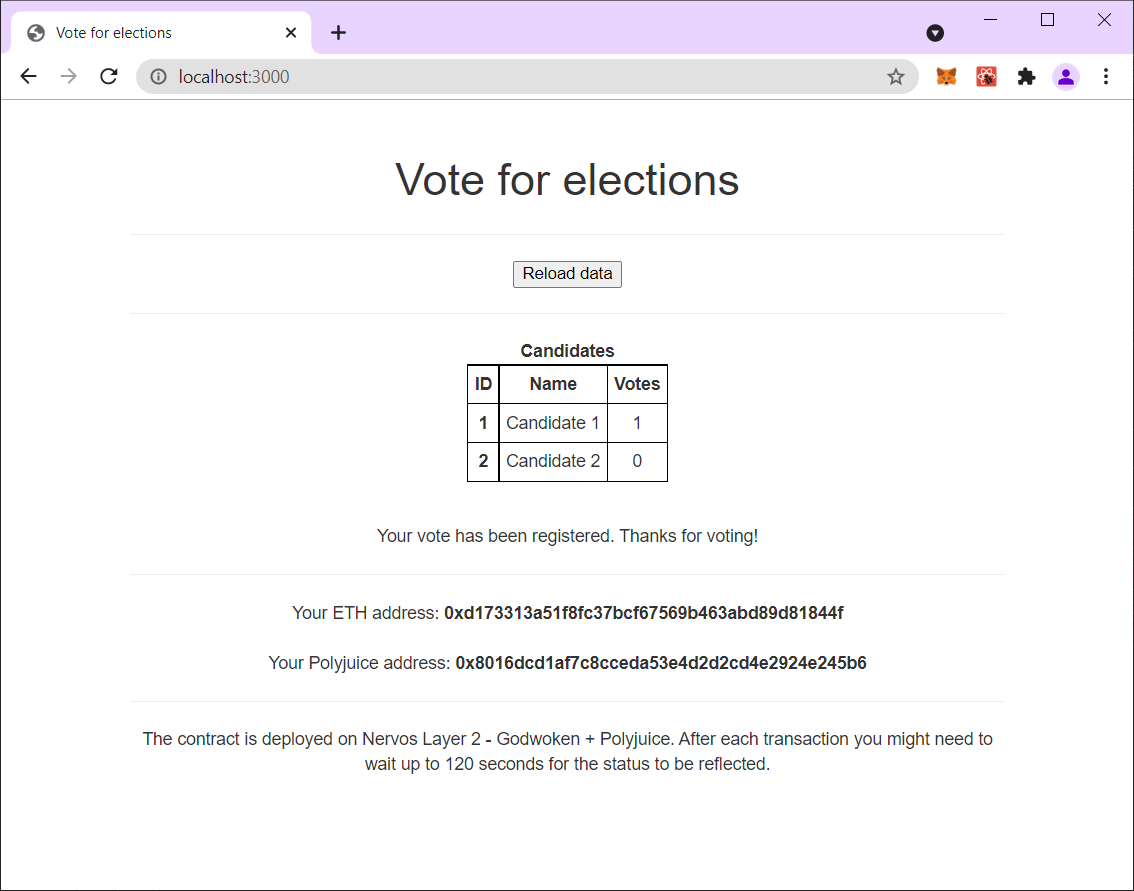 Vote for elections
localhost:3000
Vote for elections
Reload data
Candidates
ID Name Votes
1 Candidate 1 1
2 Candidate 2 0
Your vote has been registered. Thanks for voting!
Your ETH address: 0xd173313a51f8fc37bcf67569b463abd89d81844f
Your Polyjuice address: 0x8016dcd1af7c8cceda53e4d2d2cd4e2924e245b6
The contract is deployed on Nervos Layer 2 - Godwoken + Polyjuice. After each transaction you might need to
wait up to 120 seconds for the status to be reflected.